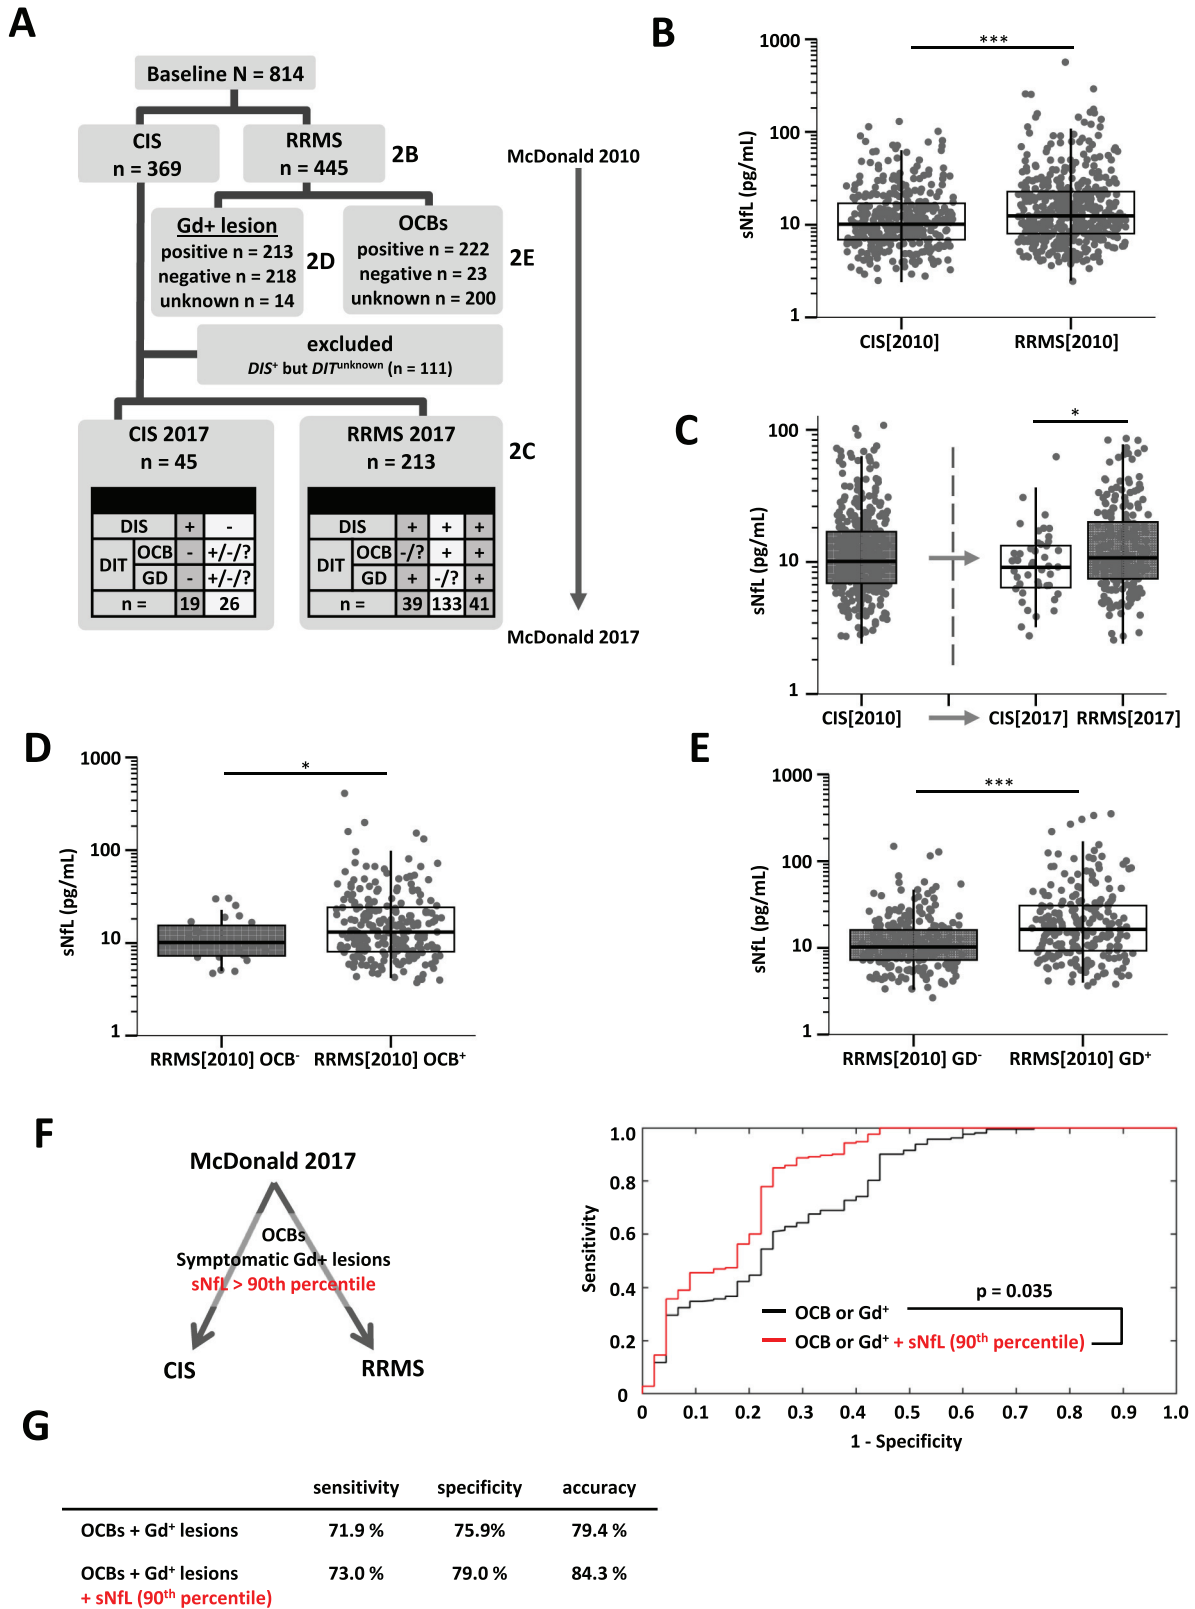 A
Baseline N = 814
CIS
n = 369
RRMS
n = 445
2B
McDonald 2010
Gd+ lesion
positive n = 213
negative n = 218
unknown n = 14
2D
OCBs
positive n = 222
negative n = 23
unknown n = 200
2E
excluded
DIS⁺ but DITᵘⁿᵏⁿᵒʷⁿ (n = 111)
CIS 2017
n = 45
RRMS 2017
n = 213
2C
DIS + -
DIT OCB - +/-/?
GD - +/-/?
n = 19 26
DIS + + +
DIT OCB -/? + +
GD + -/? +
n = 39 133 41
McDonald 2017
B
***
sNfL (pg/mL)
1000
100
10
1
CIS[2010] RRMS[2010]
C
*
sNfL (pg/mL)
100
10
1
CIS[2010] CIS[2017] RRMS[2017]
D
*
sNfL (pg/mL)
1000
100
10
1
RRMS[2010] OCB⁻ RRMS[2010] OCB⁺
E
***
sNfL (pg/mL)
1000
100
10
1
RRMS[2010] GD⁻ RRMS[2010] GD⁺
F
McDonald 2017
OCBs
Symptomatic Gd+ lesions
sNfL > 90th percentile
CIS RRMS
Sensitivity
1.0
0.8
0.6
0.4
0.2
0
p = 0.035
OCB or Gd⁺
OCB or Gd⁺ + sNfL (90ᵗʰ percentile)
0 0.1 0.2 0.3 0.4 0.5 0.6 0.7 0.8 0.9 1.0
1 - Specificity
G
sensitivity specificity accuracy
OCBs + Gd⁺ lesions 71.9 % 75.9% 79.4 %
OCBs + Gd⁺ lesions 73.0 % 79.0 % 84.3 %
+ sNfL (90ᵗʰ percentile)